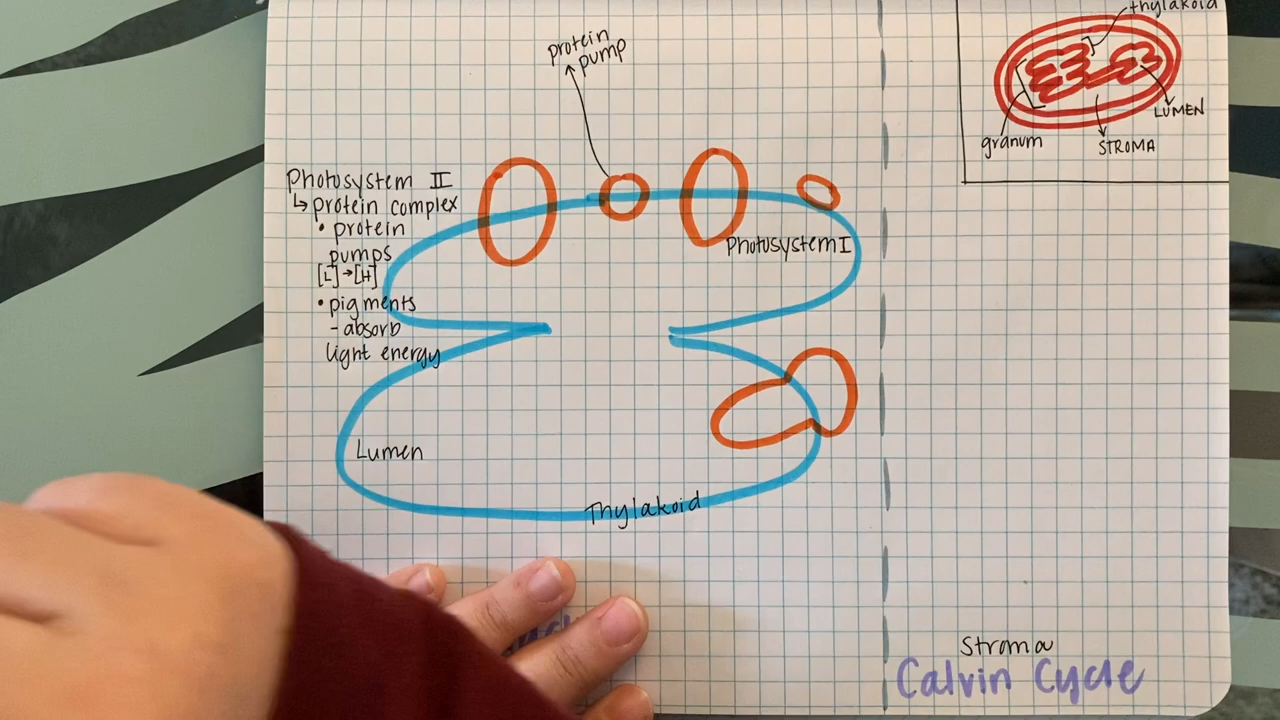 protein
pump
Photosystem II
↳ protein complex
• protein
pumps
[L]→[H]
• pigments
- absorb
light energy
Photosystem I
Lumen
Thylakoid
thylakoid
LUMEN
granum
STROMA
Stroma
Calvin Cycle